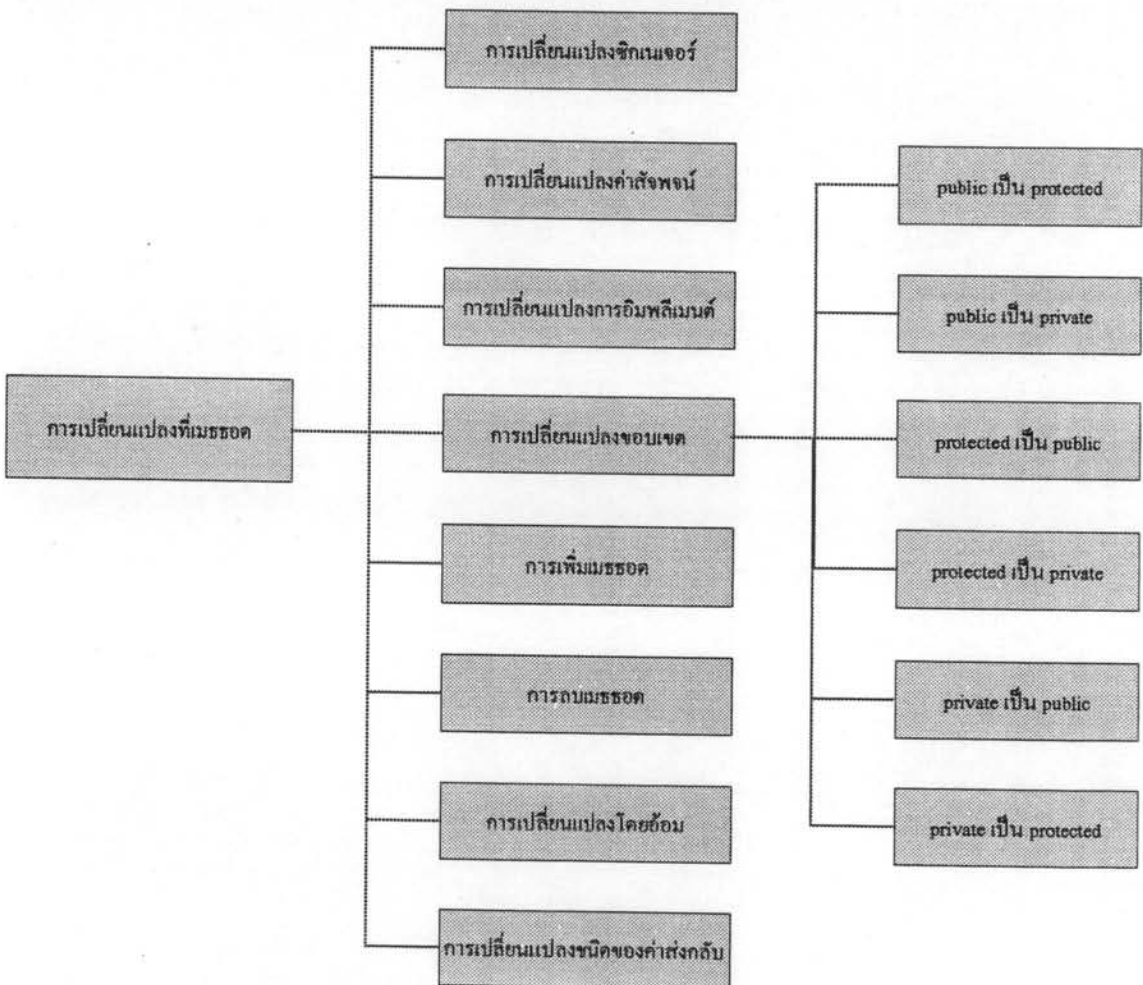 การเปลี่ยนแปลงที่เมธธอด
การเปลี่ยนแปลงซิกเนเจอร์
การเปลี่ยนแปลงค่าสัจพจน์
การเปลี่ยนแปลงการอิมพลีเมนต์
การเปลี่ยนแปลงขอบเขต
การเพิ่มเมธธอด
การลบเมธธอด
การเปลี่ยนแปลงโดยอ้อม
การเปลี่ยนแปลงชนิดของค่าส่งกลับ
public เป็น protected
public เป็น private
protected เป็น public
protected เป็น private
private เป็น public
private เป็น protected